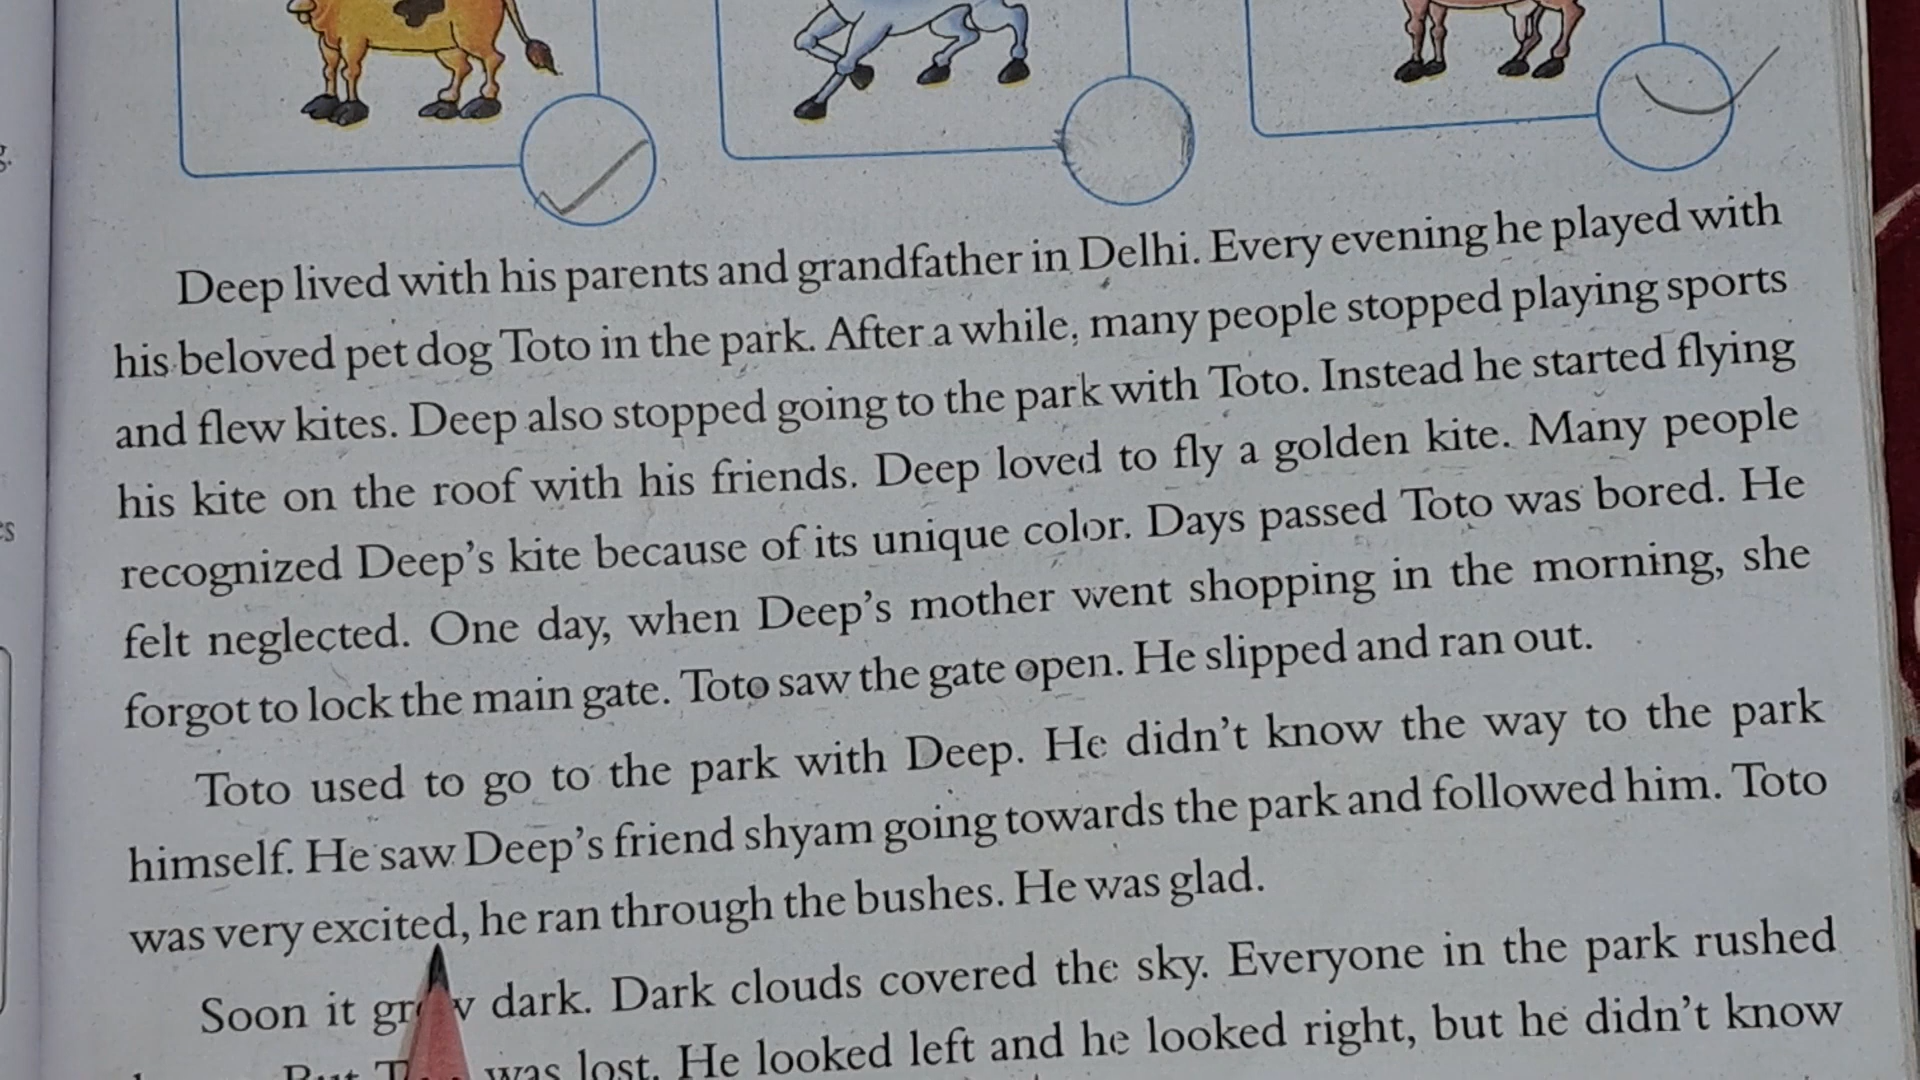 Deep lived with his parents and grandfather in Delhi. Every evening he played with
his beloved pet dog Toto in the park. After a while, many people stopped playing sports
and flew kites. Deep also stopped going to the park with Toto. Instead he started flying
his kite on the roof with his friends. Deep loved to fly a golden kite. Many people
recognized Deep's kite because of its unique color. Days passed Toto was bored. He
felt neglected. One day, when Deep's mother went shopping in the morning, she
forgot to lock the main gate. Toto saw the gate open. He slipped and ran out.
Toto used to go to the park with Deep. He didn't know the way to the park
himself. He saw Deep's friend shyam going towards the park and followed him. Toto
was very excited, he ran through the bushes. He was glad.
Soon it dark. Dark clouds covered the sky. Everyone in the park rushed
But was lost. He looked left and he looked right, but he didn't know